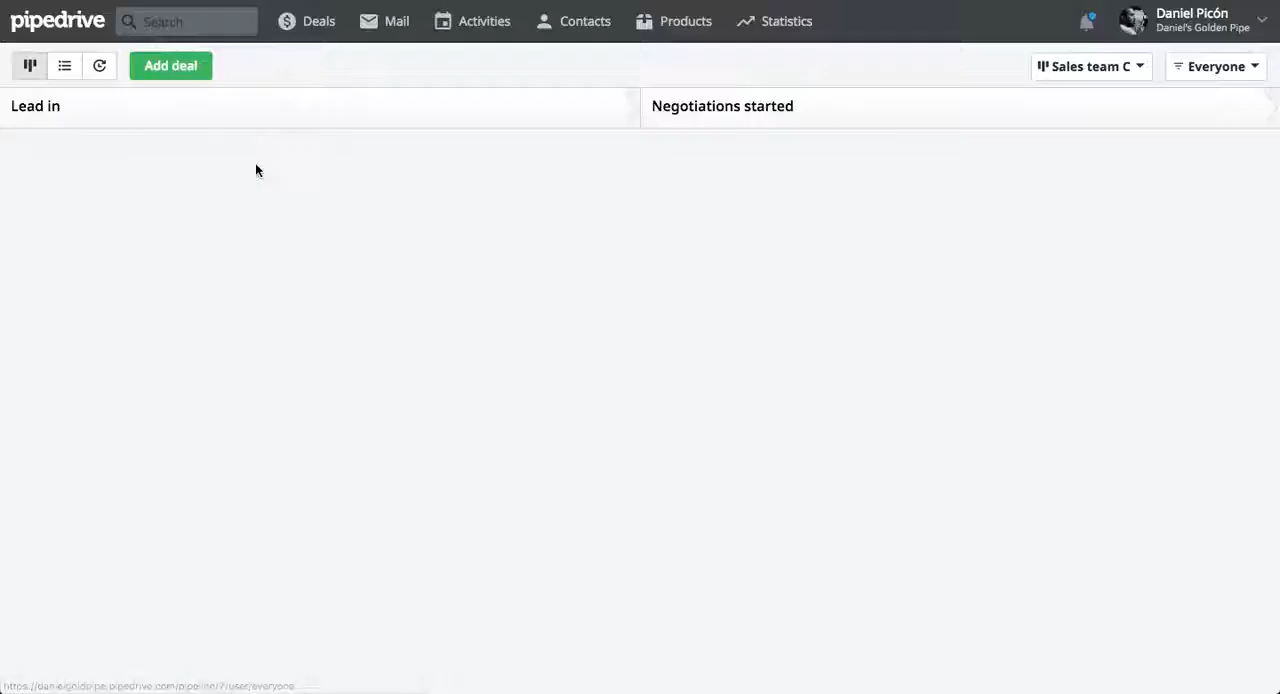 pipedrive
Search
Deals
Mail
Activities
Contacts
Products
Statistics
Daniel Picón
Daniel's Golden Pipe
Add deal
Sales team C
Everyone
Lead in
Negotiations started